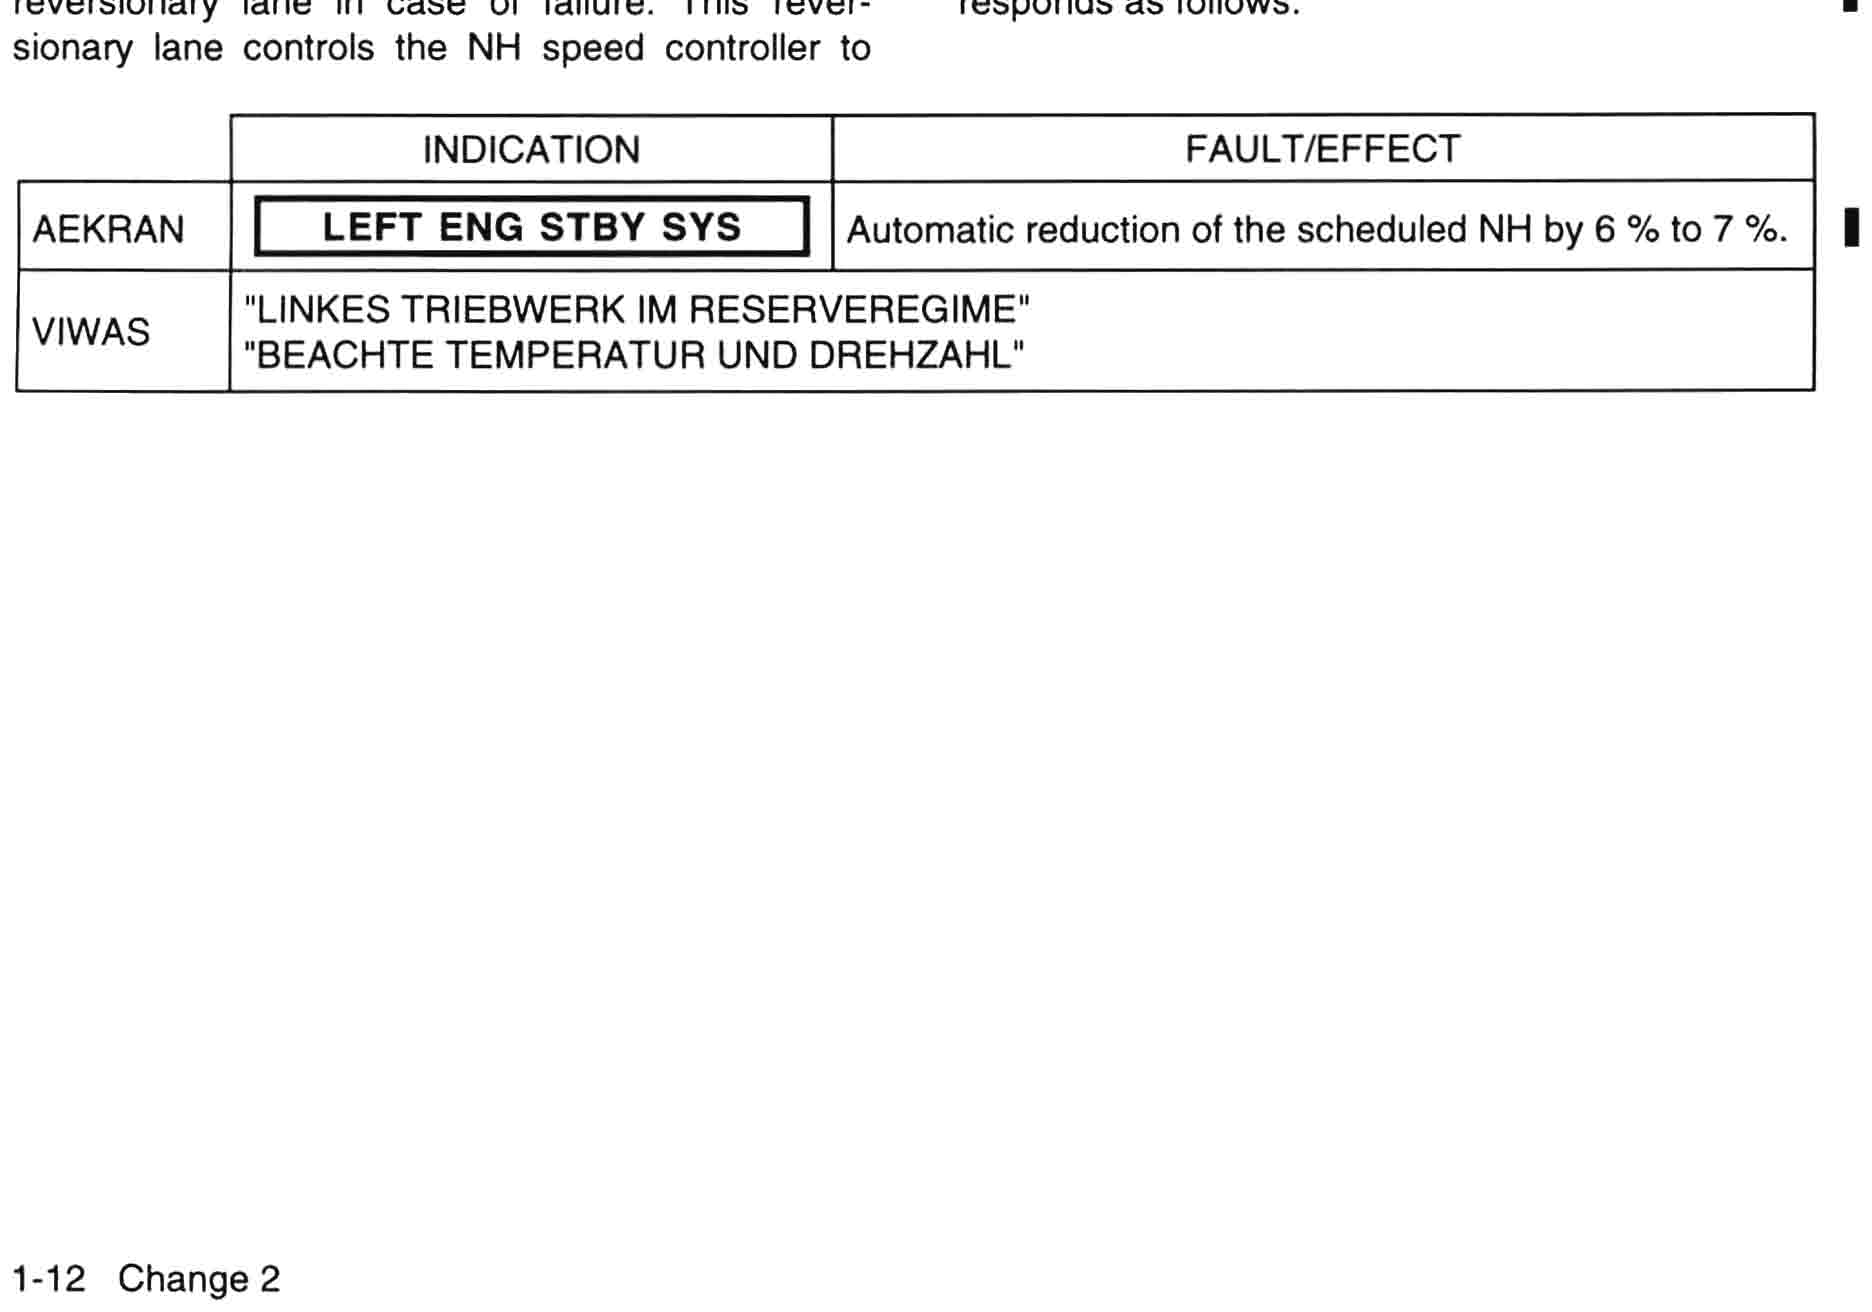 reversionary lane in case of failure. This rever-
sionary lane controls the NH speed controller to
responds as follows.
INDICATION FAULT/EFFECT
AEKRAN LEFT ENG STBY SYS Automatic reduction of the scheduled NH by 6 % to 7 %.
VIWAS "LINKES TRIEBWERK IM RESERVEREGIME"
"BEACHTE TEMPERATUR UND DREHZAHL"
1-12 Change 2